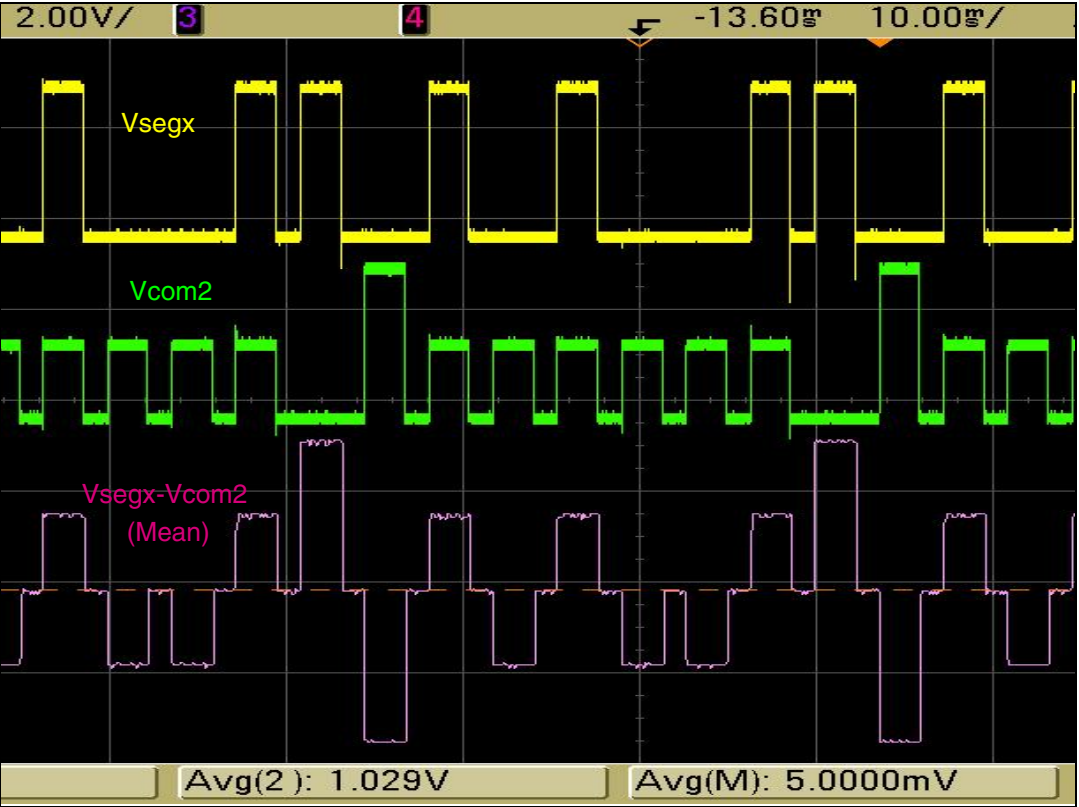 2.00V/ 3 4 -13.60ms 10.00ms/
Vsegx
Vcom2
Vsegx-Vcom2
(Mean)
Avg(2 ): 1.029V Avg(M): 5.0000mV